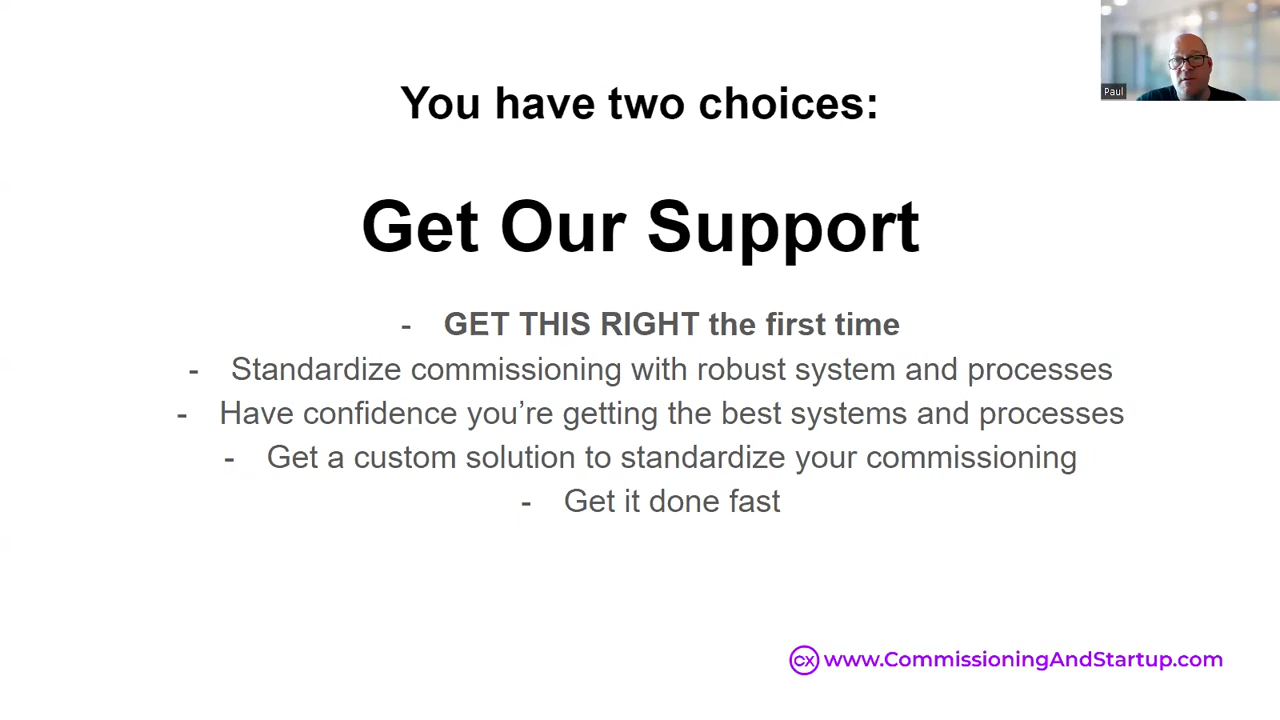 Paul
You have two choices:
Get Our Support
- GET THIS RIGHT the first time
- Standardize commissioning with robust system and processes
- Have confidence you’re getting the best systems and processes
- Get a custom solution to standardize your commissioning
- Get it done fast
CX www.CommissioningAndStartup.com